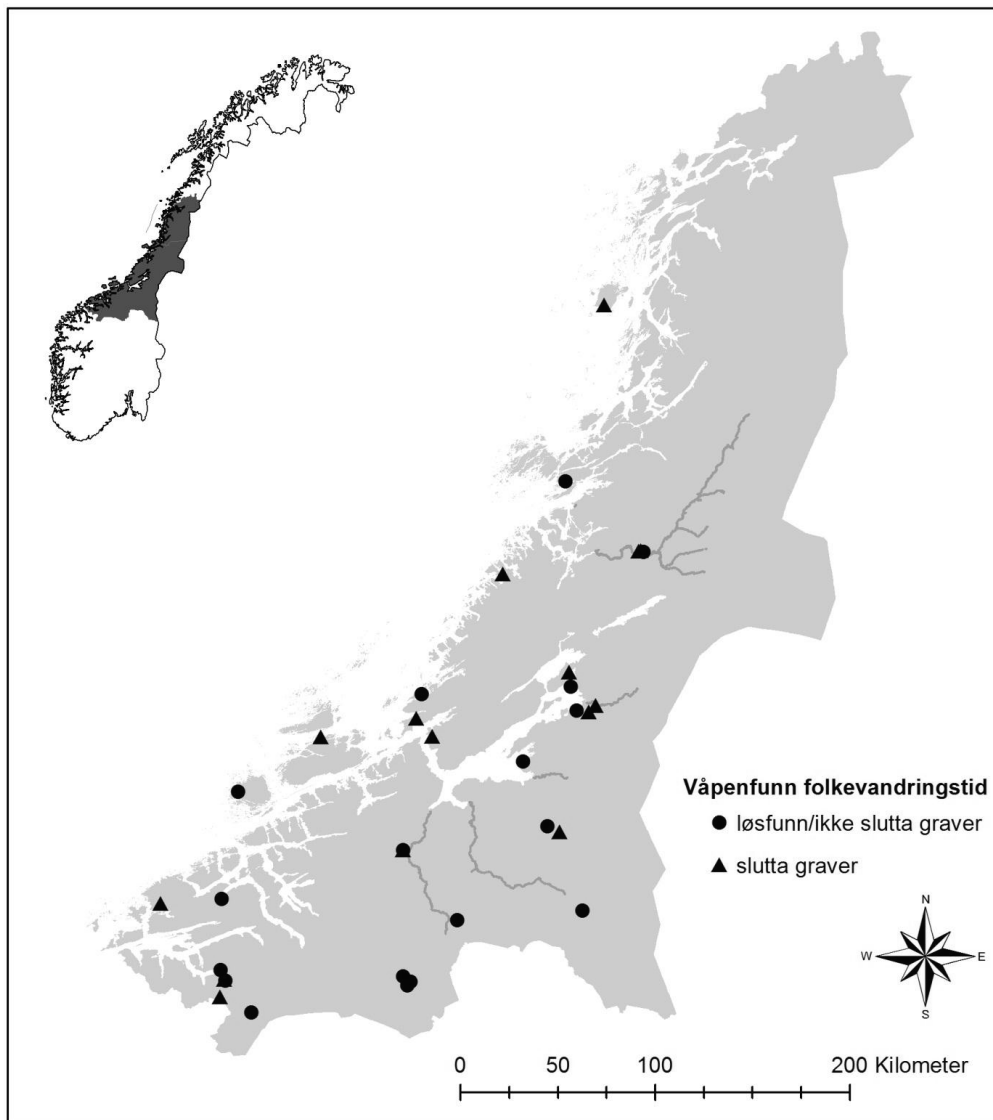 Våpenfunn folkevandringstid
løsfunn/ikke slutta graver
slutta graver
N
W E
S
0 50 100 200 Kilometer